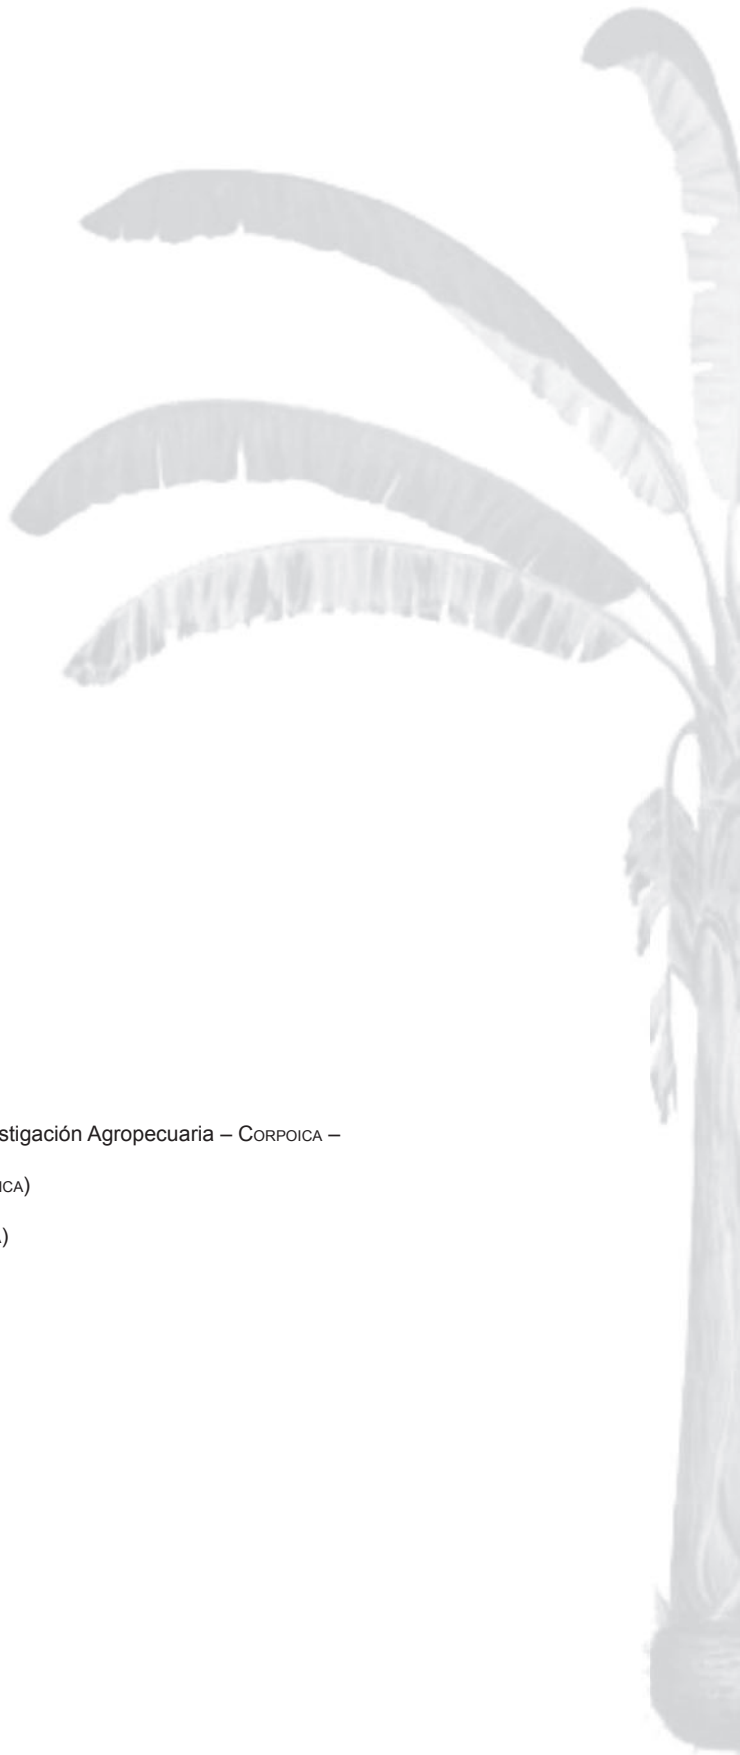 stigación Agropecuaria – CORPOICA –
ICA)
)